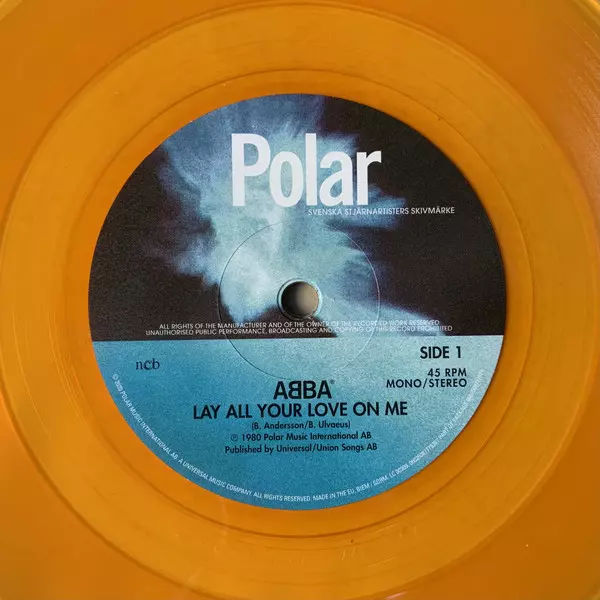 Polar
SVENSKA STJÄRNARTISTERS SKIVMÄRKE
ALL RIGHTS OF THE MANUFACTURER AND OF THE OWNER OF THE RECORDED WORK RESERVED
UNAUTHORISED PUBLIC PERFORMANCE, BROADCASTING AND COPYING OF THIS RECORD PROHIBITED
ncb
SIDE 1
45 RPM
MONO/STEREO
ABBA®
LAY ALL YOUR LOVE ON ME
(B. Andersson/B. Ulvaeus)
℗ 1980 Polar Music International AB
Published by Universal/Union Songs AB
POLAR MUSIC INTERNATIONAL AB, A UNIVERSAL MUSIC COMPANY. ALL RIGHTS RESERVED. MADE IN THE EU.